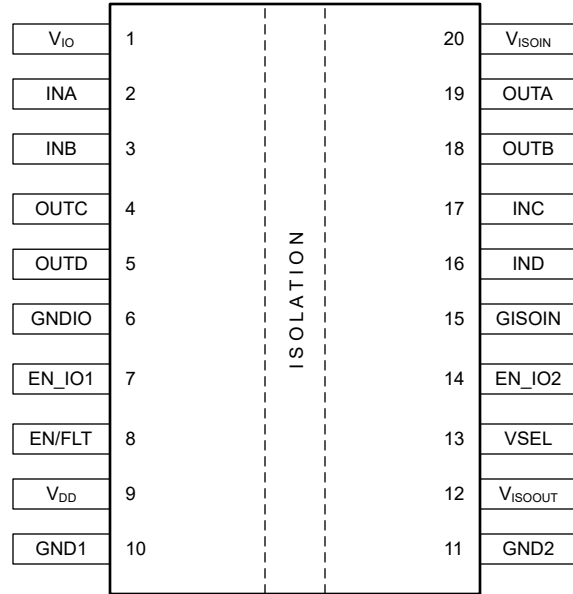 V_IO 1 20 V_ISOIN
INA 2 19 OUTA
INB 3 18 OUTB
OUTC 4 17 INC
OUTD 5 16 IND
GNDIO 6 15 GISOIN
EN_IO1 7 14 EN_IO2
EN/FLT 8 13 VSEL
V_DD 9 12 V_ISOOUT
GND1 10 11 GND2
ISOLATION